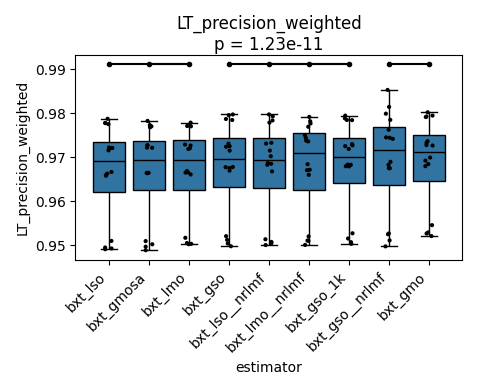 LT_precision_weighted
p = 1.23e-11
LT_precision_weighted
0.99
0.98
0.97
0.96
0.95
bxt_lso
bxt_gmosa
bxt_lmo
bxt_gso
bxt_lso__nrlmf
bxt_lmo__nrlmf
bxt_gso_1k
bxt_gso__nrlmf
bxt_gmo
estimator